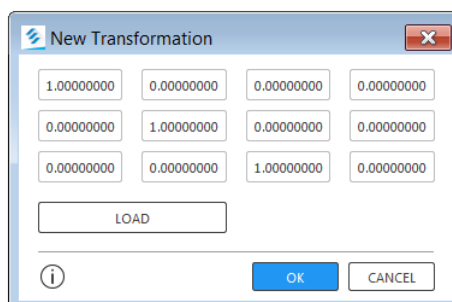 New Transformation
1.00000000 0.00000000 0.00000000 0.00000000
0.00000000 1.00000000 0.00000000 0.00000000
0.00000000 0.00000000 1.00000000 0.00000000
LOAD
OK CANCEL